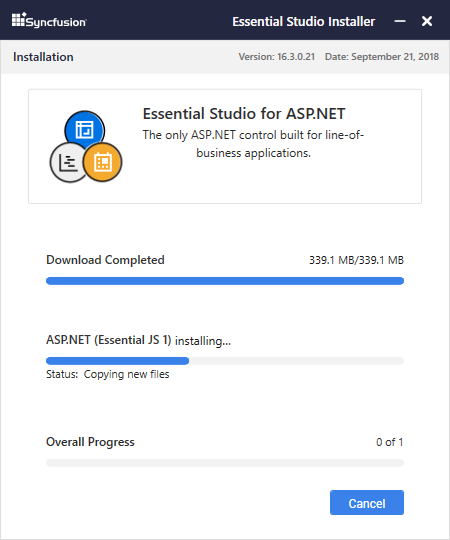 Syncfusion® Essential Studio Installer
Installation Version: 16.3.0.21 Date: September 21, 2018
Essential Studio for ASP.NET
The only ASP.NET control built for line-of-
business applications.
Download Completed 339.1 MB/339.1 MB
ASP.NET (Essential JS 1) installing...
Status: Copying new files
Overall Progress 0 of 1
Cancel